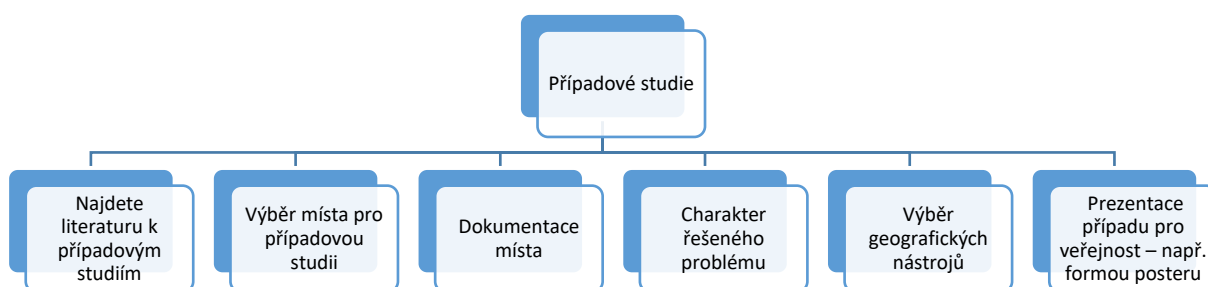 Případové studie
Najdete
literaturu k
případovým
studiím
Výběr místa pro
případovou
studii
Dokumentace
místa
Charakter
řešeného
problému
Výběr
geografických
nástrojů
Prezentace
případu pro
veřejnost – např.
formou posteru